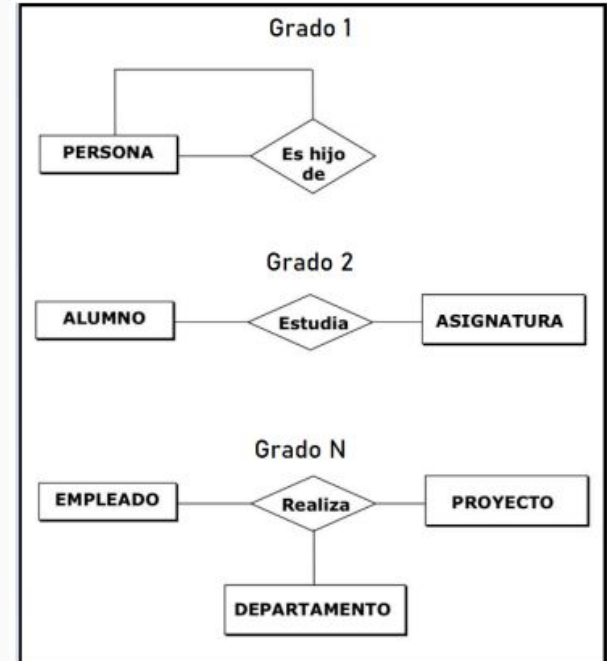 Grado 1
PERSONA
Es hijo
de
Grado 2
ALUMNO
Estudia
ASIGNATURA
Grado N
EMPLEADO
Realiza
PROYECTO
DEPARTAMENTO